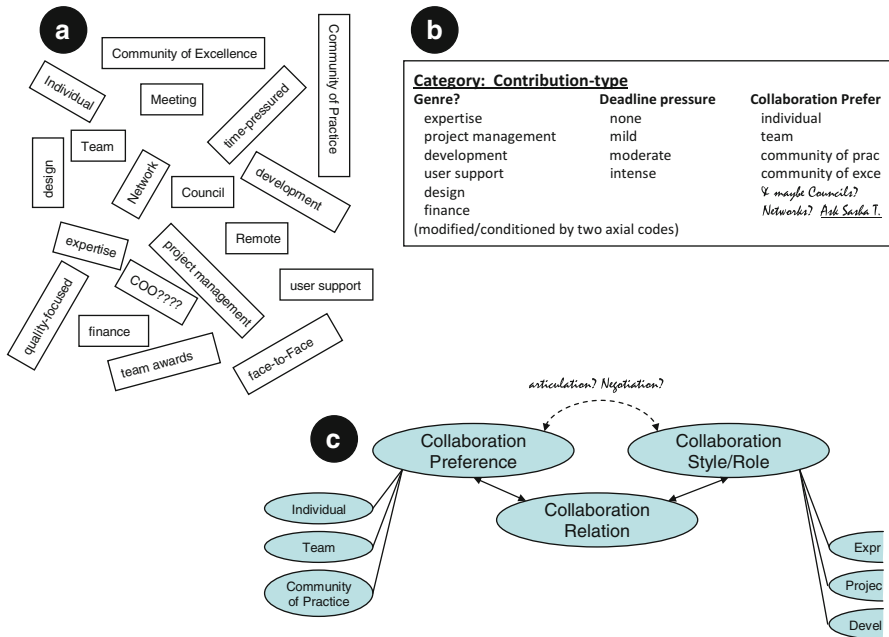 a
Community of Excellence
Community of Practice
Individual
Meeting
time-pressured
Team
design
Network
Council
development
expertise
Remote
project management
COO????
user support
quality-focused
finance
team awards
face-to-Face
b
Category: Contribution-type
Genre? Deadline pressure Collaboration Prefer
expertise none individual
project management mild team
development moderate community of prac
user support intense community of exce
design & maybe Councils?
finance Networks? Ask Sasha T.
(modified/conditioned by two axial codes)
articulation? Negotiation?
c
Collaboration
Preference
Collaboration
Style/Role
Collaboration
Relation
Individual
Team
Community
of Practice
Expr
Projec
Devel